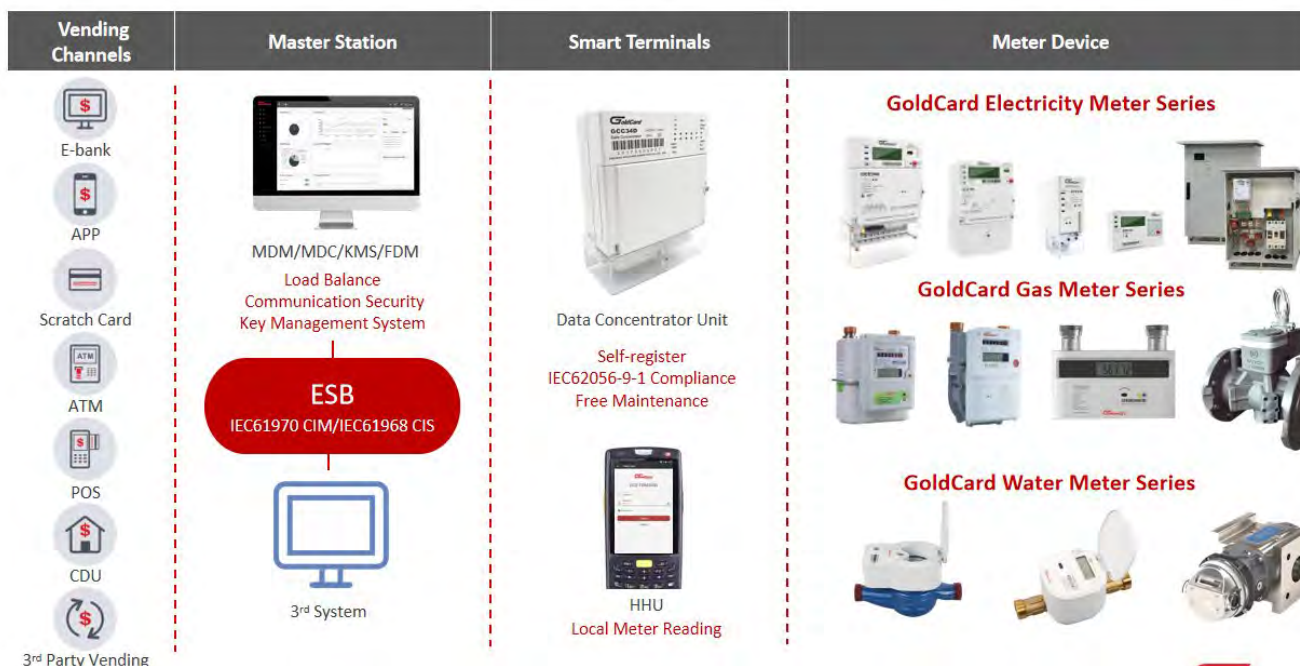 Vending
Channels
Master Station
Smart Terminals
Meter Device
E-bank
APP
Scratch Card
ATM
ATM
POS
CDU
3rd Party Vending
MDM/MDC/KMS/FDM
Load Balance
Communication Security
Key Management System
ESB
IEC61970 CIM/IEC61968 CIS
3rd System
GoldCard
GCC34D
Data Concentrator Unit
Self-register
IEC62056-9-1 Compliance
Free Maintenance
HHU
Local Meter Reading
GoldCard Electricity Meter Series
GoldCard Gas Meter Series
GoldCard Water Meter Series